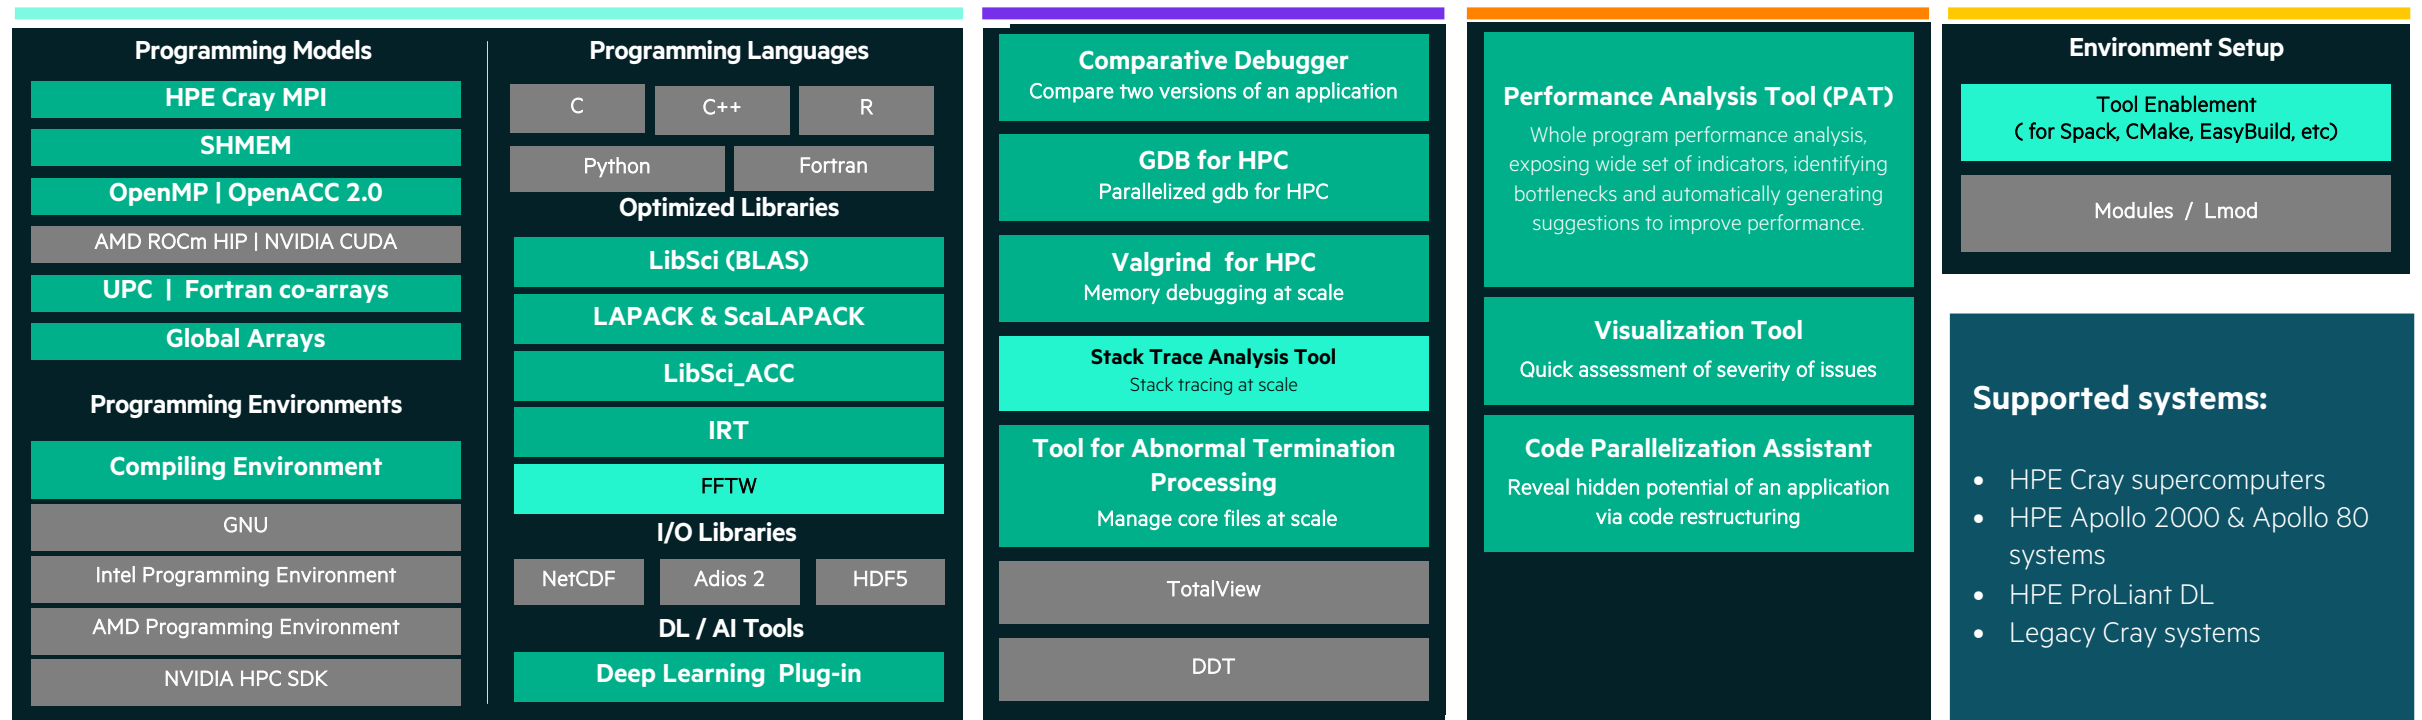 Programming Models
HPE Cray MPI
SHMEM
OpenMP | OpenACC 2.0
AMD ROCm HIP | NVIDIA CUDA
UPC | Fortran co-arrays
Global Arrays
Programming Environments
Compiling Environment
GNU
Intel Programming Environment
AMD Programming Environment
NVIDIA HPC SDK
Programming Languages
C
C++
R
Python
Fortran
Optimized Libraries
LibSci (BLAS)
LAPACK & ScaLAPACK
LibSci_ACC
IRT
FFTW
I/O Libraries
NetCDF
Adios 2
HDF5
DL / AI Tools
Deep Learning Plug-in
Comparative Debugger
Compare two versions of an application
GDB for HPC
Parallelized gdb for HPC
Valgrind for HPC
Memory debugging at scale
Stack Trace Analysis Tool
Stack tracing at scale
Tool for Abnormal Termination
Processing
Manage core files at scale
TotalView
DDT
Performance Analysis Tool (PAT)
Whole program performance analysis,
exposing wide set of indicators, identifying
bottlenecks and automatically generating
suggestions to improve performance.
Visualization Tool
Quick assessment of severity of issues
Code Parallelization Assistant
Reveal hidden potential of an application
via code restructuring
Environment Setup
Tool Enablement
( for Spack, CMake, EasyBuild, etc)
Modules / Lmod
Supported systems:
• HPE Cray supercomputers
• HPE Apollo 2000 & Apollo 80
systems
• HPE ProLiant DL
• Legacy Cray systems